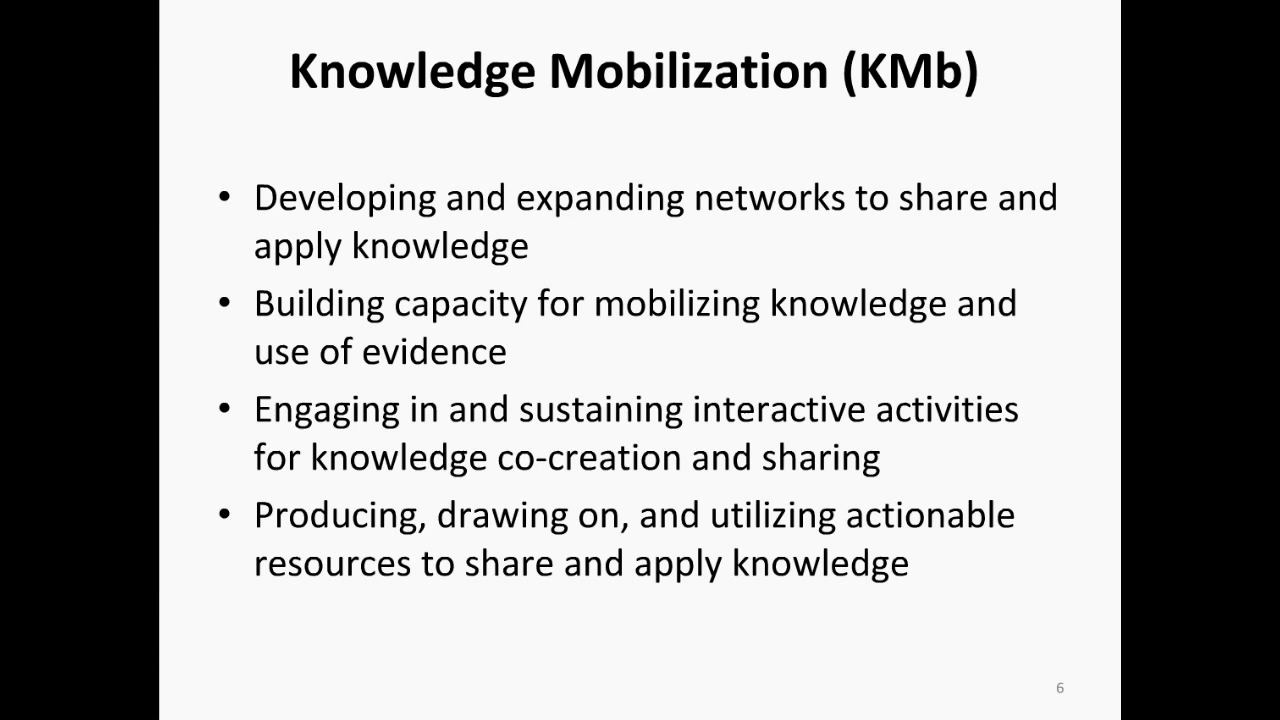 Knowledge Mobilization (KMb)
• Developing and expanding networks to share and
apply knowledge
• Building capacity for mobilizing knowledge and
use of evidence
• Engaging in and sustaining interactive activities
for knowledge co-creation and sharing
• Producing, drawing on, and utilizing actionable
resources to share and apply knowledge
6